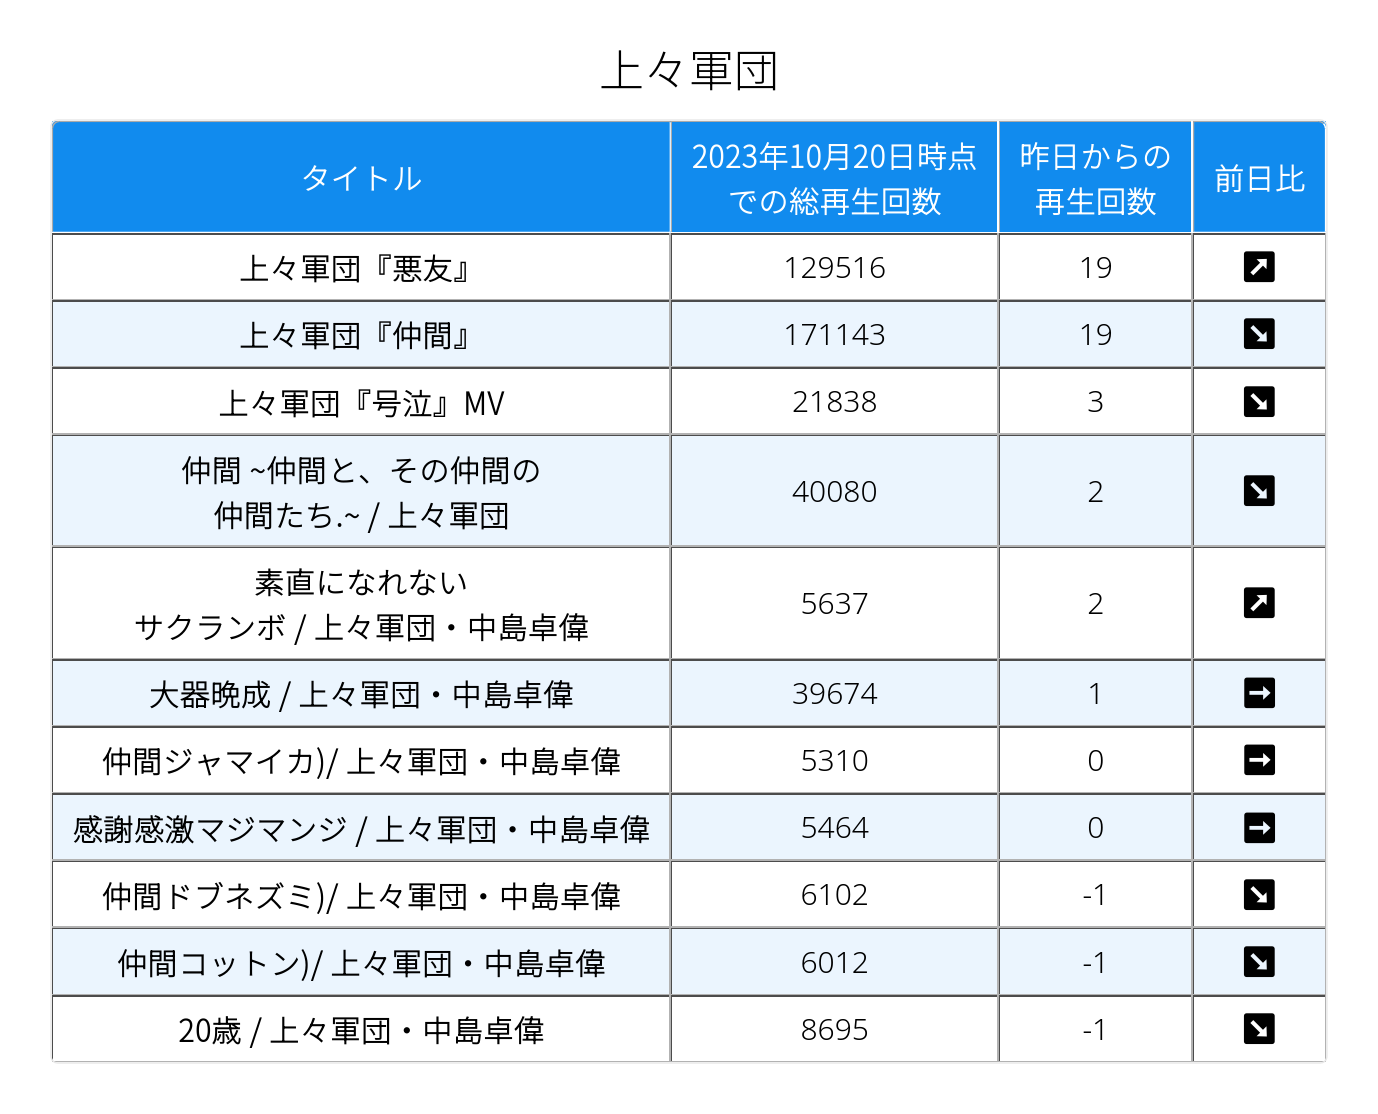 上々軍団
タイトル
2023年10月20日時点
での総再生回数
昨日からの
再生回数
前日比
上々軍団『悪友』 129516 19 ↗
上々軍団『仲間』 171143 19 ↘
上々軍団『号泣』MV 21838 3 ↘
仲間 ~仲間と、その仲間の
仲間たち.~ / 上々軍団 40080 2 ↘
素直になれない
サクランボ / 上々軍団・中島卓偉 5637 2 ↗
大器晩成 / 上々軍団・中島卓偉 39674 1 →
仲間ジャマイカ)/ 上々軍団・中島卓偉 5310 0 →
感謝感激マジマンジ / 上々軍団・中島卓偉 5464 0 →
仲間ドブネズミ)/ 上々軍団・中島卓偉 6102 -1 ↘
仲間コットン)/ 上々軍団・中島卓偉 6012 -1 ↘
20歳 / 上々軍団・中島卓偉 8695 -1 ↘